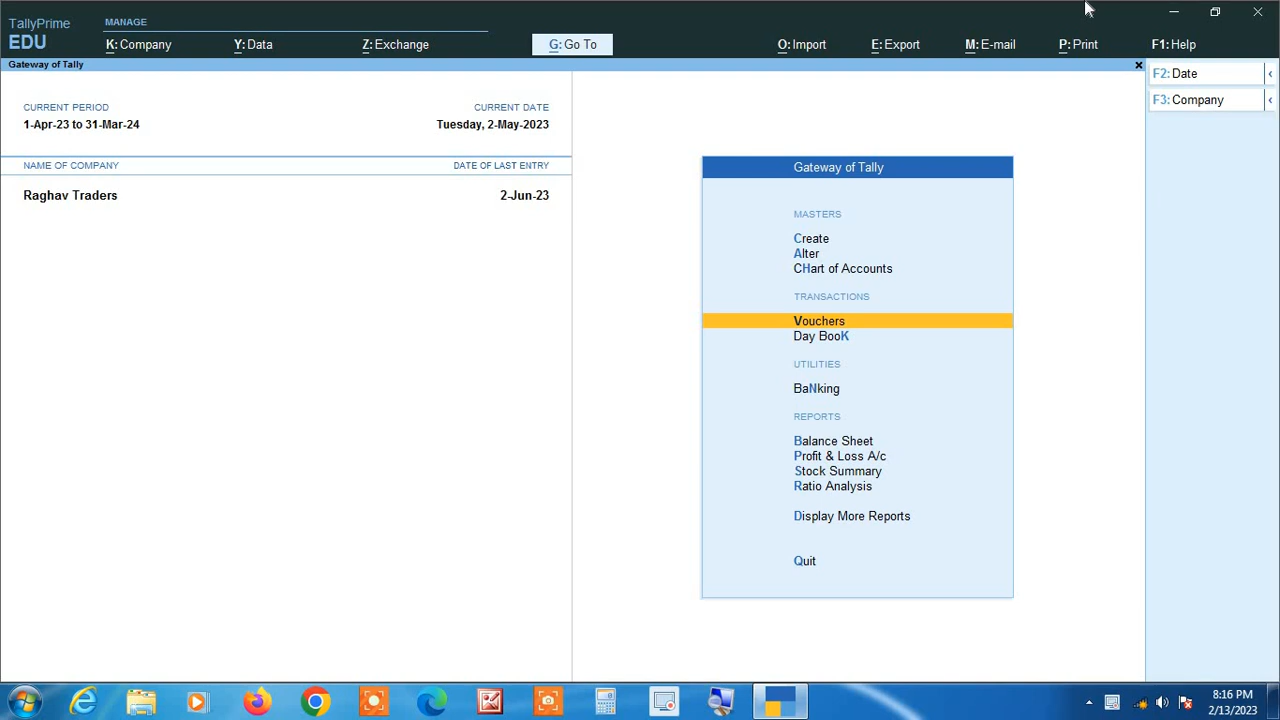 TallyPrime
EDU
MANAGE
K: Company
Y: Data
Z: Exchange
G: Go To
O: Import
E: Export
M: E-mail
P: Print
F1: Help
Gateway of Tally
F2: Date
F3: Company
CURRENT PERIOD
1-Apr-23 to 31-Mar-24
CURRENT DATE
Tuesday, 2-May-2023
NAME OF COMPANY
DATE OF LAST ENTRY
Raghav Traders
2-Jun-23
Gateway of Tally
MASTERS
Create
Alter
CHart of Accounts
TRANSACTIONS
Vouchers
Day BooK
UTILITIES
BaNking
REPORTS
Balance Sheet
Profit & Loss A/c
Stock Summary
Ratio Analysis
Display More Reports
Quit
8:16 PM
2/13/2023